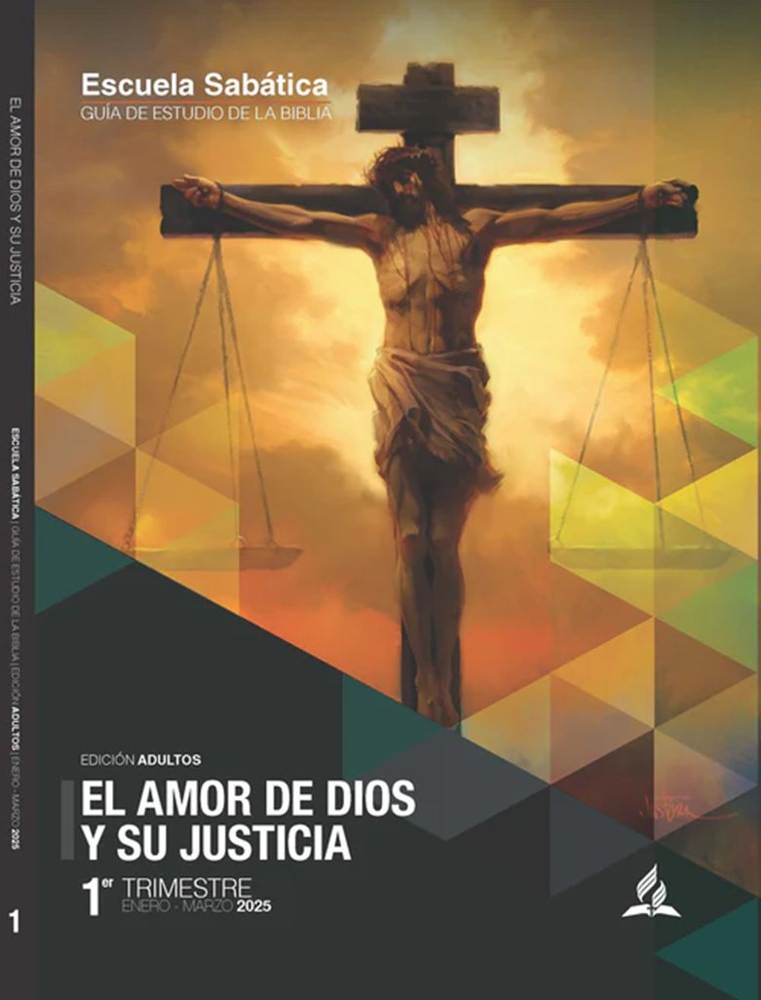 Escuela Sabática
GUÍA DE ESTUDIO DE LA BIBLIA
EL AMOR DE DIOS Y SU JUSTICIA
ESCUELA SABÁTICA | GUÍA DE ESTUDIO DE LA BIBLIA | EDICIÓN ADULTOS | ENERO - MARZO 2025
1
EDICIÓN ADULTOS
EL AMOR DE DIOS
Y SU JUSTICIA
1er TRIMESTRE
ENERO - MARZO 2025